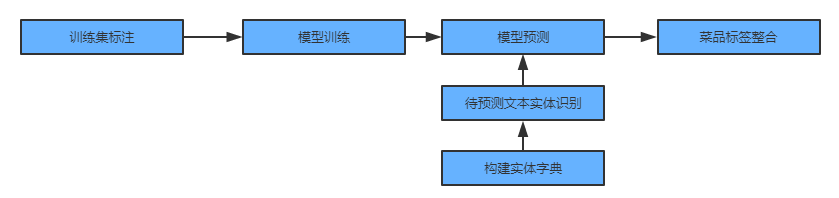 训练集标注
模型训练
模型预测
菜品标签整合
待预测文本实体识别
构建实体字典